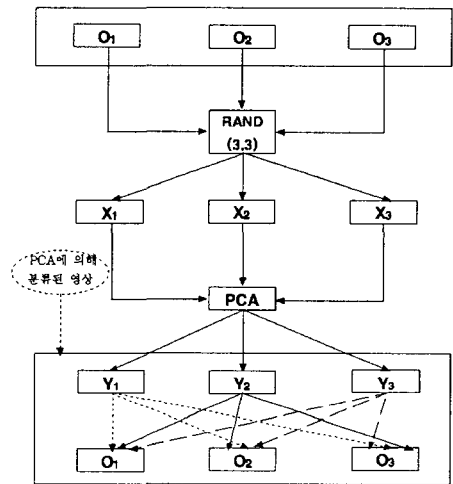 O₁ O₂ O₃
RAND
(3,3)
X₁ X₂ X₃
PCA에 의해
분류된 영상
PCA
Y₁ Y₂ Y₃
O₁ O₂ O₃